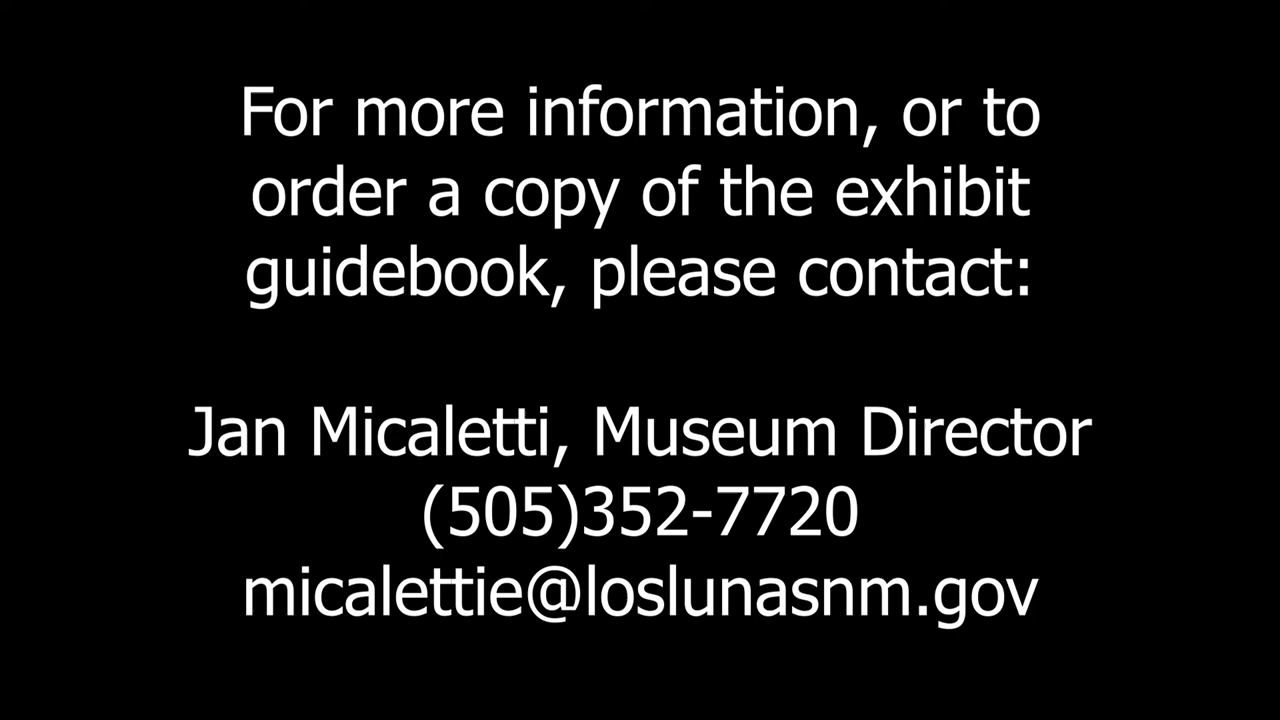 For more information, or to
order a copy of the exhibit
guidebook, please contact:
Jan Micaletti, Museum Director
(505)352-7720
micalettie@loslunasnm.gov